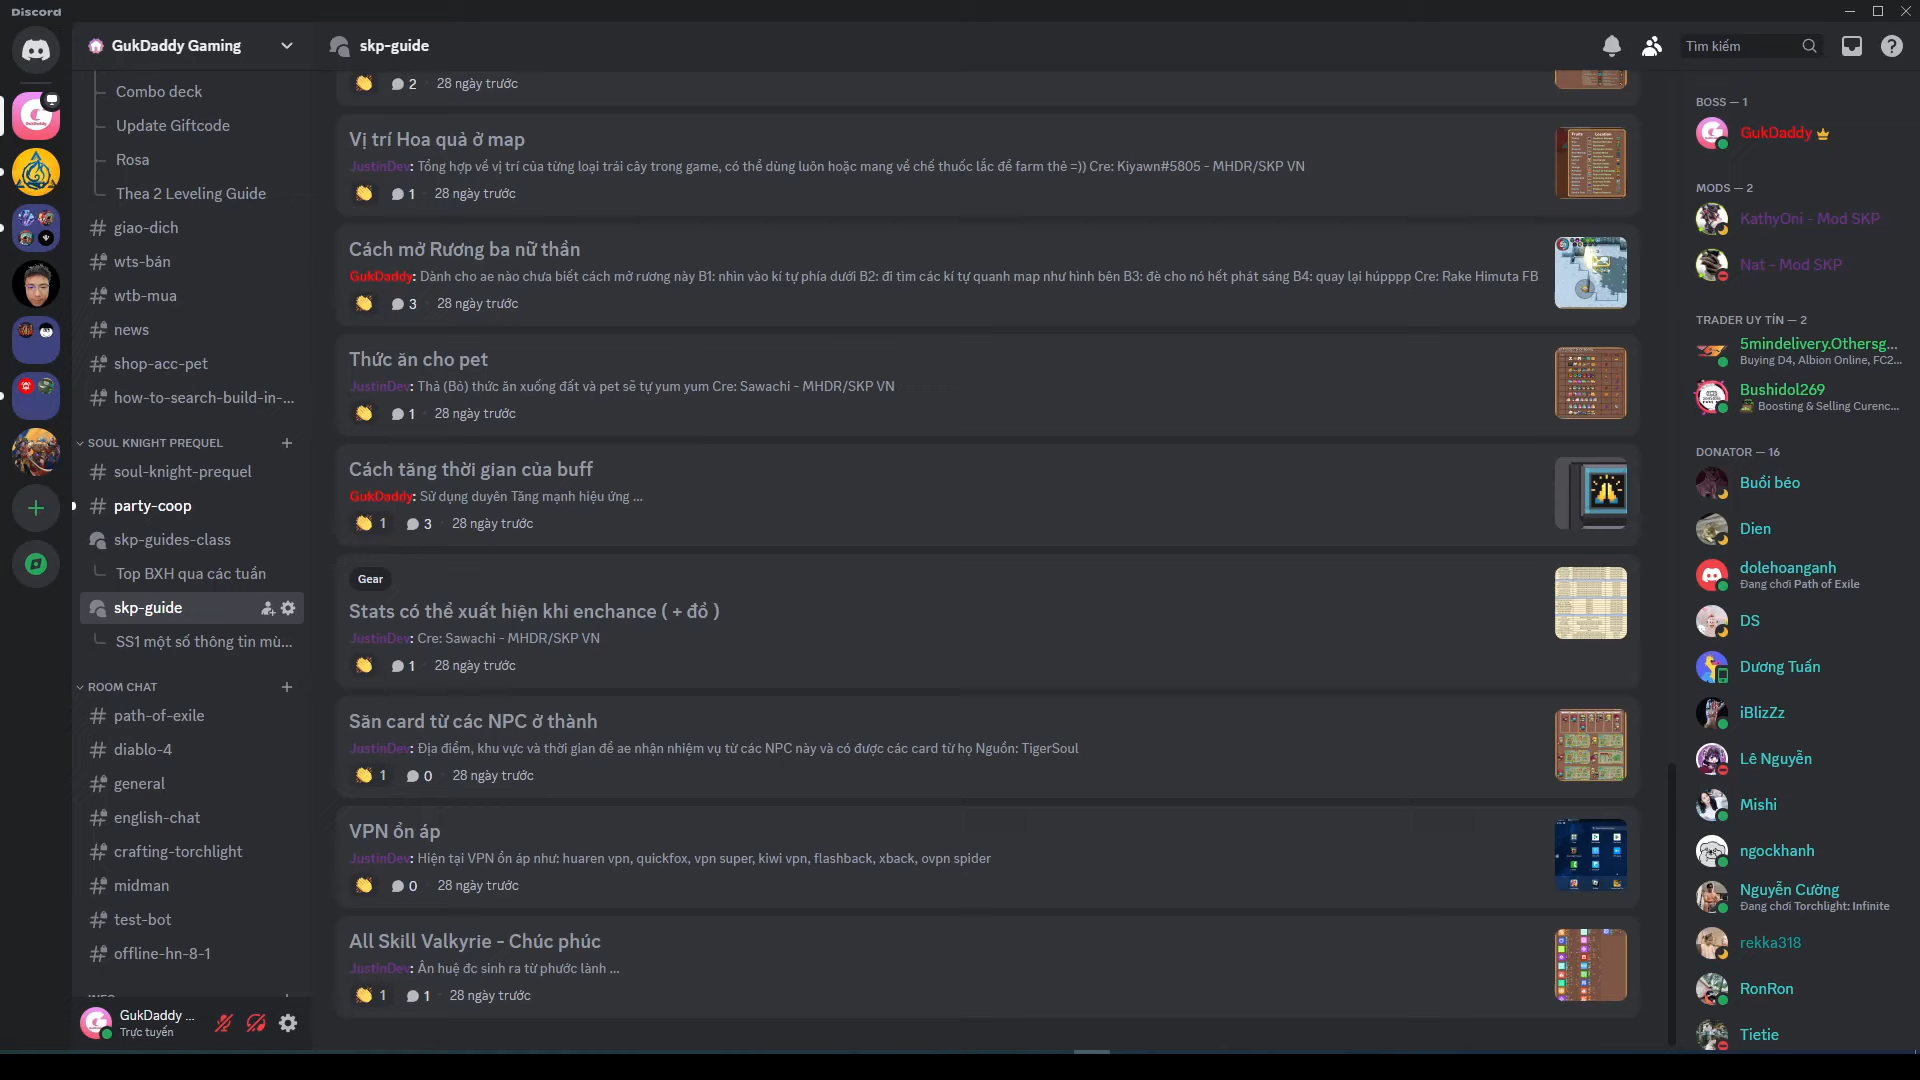 Discord
GukDaddy Gaming
skp-guide
Tìm kiếm
Combo deck
Update Giftcode
Rosa
Thea 2 Leveling Guide
giao-dich
wts-bán
wtb-mua
news
shop-acc-pet
how-to-search-build-in-...
SOUL KNIGHT PREQUEL
soul-knight-prequel
party-coop
skp-guides-class
Top BXH qua các tuần
skp-guide
SS1 một số thông tin mù...
ROOM CHAT
path-of-exile
diablo-4
general
english-chat
crafting-torchlight
midman
test-bot
offline-hn-8-1
GukDaddy ...
Trực tuyến
2 · 28 ngày trước
Vị trí Hoa quả ở map
JustinDev: Tổng hợp về vị trí của từng loại trái cây trong game, có thể dùng luôn hoặc mang về chế thuốc lắc để farm thẻ =)) Cre: Kiyawn#5805 - MHDR/SKP VN
1 · 28 ngày trước
Cách mở Rương ba nữ thần
GukDaddy: Dành cho ae nào chưa biết cách mở rương này B1: nhìn vào kí tự phía dưới B2: đi tìm các kí tự quanh map như hình bên B3: đè cho nó hết phát sáng B4: quay lại húpppp Cre: Rake Himuta FB
3 · 28 ngày trước
Thức ăn cho pet
JustinDev: Thả (Bỏ) thức ăn xuống đất và pet sẽ tự yum yum Cre: Sawachi - MHDR/SKP VN
1 · 28 ngày trước
Cách tăng thời gian của buff
GukDaddy: Sử dụng duyên Tăng mạnh hiệu ứng ...
1 3 · 28 ngày trước
Gear
Stats có thể xuất hiện khi enchance ( + đồ )
JustinDev: Cre: Sawachi - MHDR/SKP VN
1 · 28 ngày trước
Săn card từ các NPC ở thành
JustinDev: Địa điểm, khu vực và thời gian để ae nhận nhiệm vụ từ các NPC này và có được các card từ họ Nguồn: TigerSoul
1 0 · 28 ngày trước
VPN ổn áp
JustinDev: Hiện tại VPN ổn áp như: huaren vpn, quickfox, vpn super, kiwi vpn, flashback, xback, ovpn spider
0 · 28 ngày trước
All Skill Valkyrie - Chúc phúc
JustinDev: Ân huệ đc sinh ra từ phước lành ...
1 1 · 28 ngày trước
BOSS — 1
GukDaddy
MODS — 2
KathyOni - Mod SKP
Nat - Mod SKP
TRADER UY TÍN — 2
5mindelivery.Othersg...
Buying D4, Albion Online, FC2...
Bushidol269
Boosting & Selling Curenc...
DONATOR — 16
Buồi béo
Dien
dolehoanganh
Đang chơi Path of Exile
DS
Dương Tuấn
iBlizZz
Lê Nguyễn
Mishi
ngockhanh
Nguyễn Cường
Đang chơi Torchlight: Infinite
rekka318
RonRon
Tietie